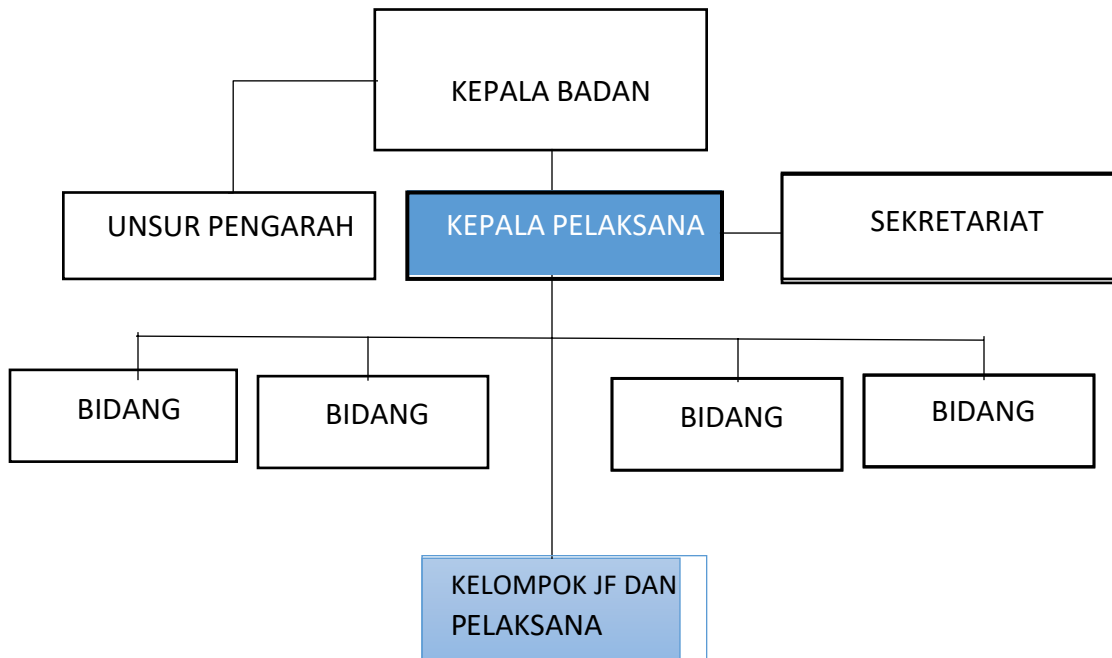 KEPALA BADAN
UNSUR PENGARAH
KEPALA PELAKSANA
SEKRETARIAT
BIDANG
BIDANG
BIDANG
BIDANG
KELOMPOK JF DAN
PELAKSANA